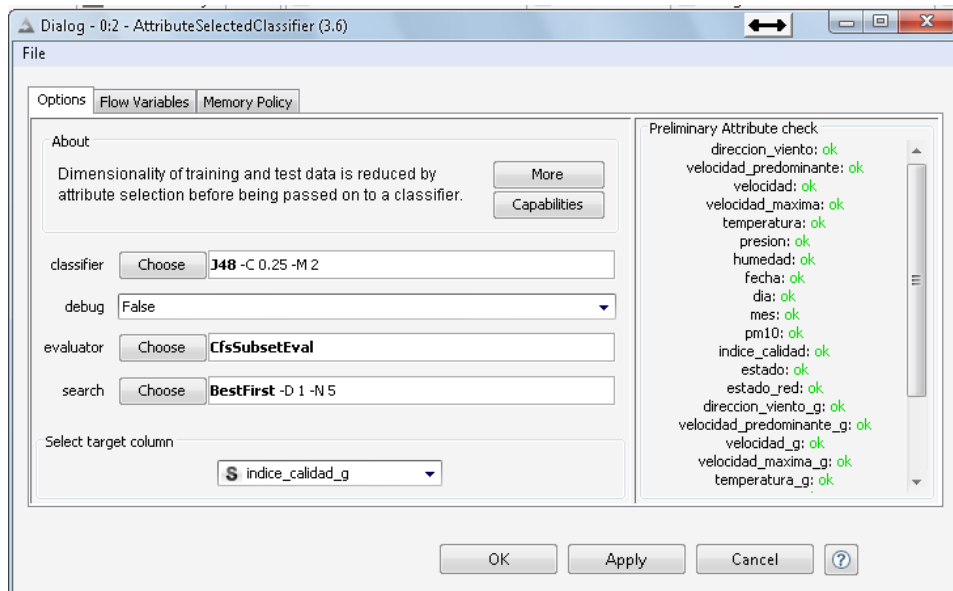 Dialog - 0:2 - AttributeSelectedClassifier (3.6)
File
Options Flow Variables Memory Policy
About
Dimensionality of training and test data is reduced by
attribute selection before being passed on to a classifier.
More
Capabilities
classifier Choose J48 -C 0.25 -M 2
debug False
evaluator Choose CfsSubsetEval
search Choose BestFirst -D 1 -N 5
Select target column
S indice_calidad_g
Preliminary Attribute check
direccion_viento: ok
velocidad_predominante: ok
velocidad: ok
velocidad_maxima: ok
temperatura: ok
presion: ok
humedad: ok
fecha: ok
dia: ok
mes: ok
pm10: ok
indice_calidad: ok
estado: ok
estado_red: ok
direccion_viento_g: ok
velocidad_predominante_g: ok
velocidad_g: ok
velocidad_maxima_g: ok
temperatura_g: ok
OK Apply Cancel ?